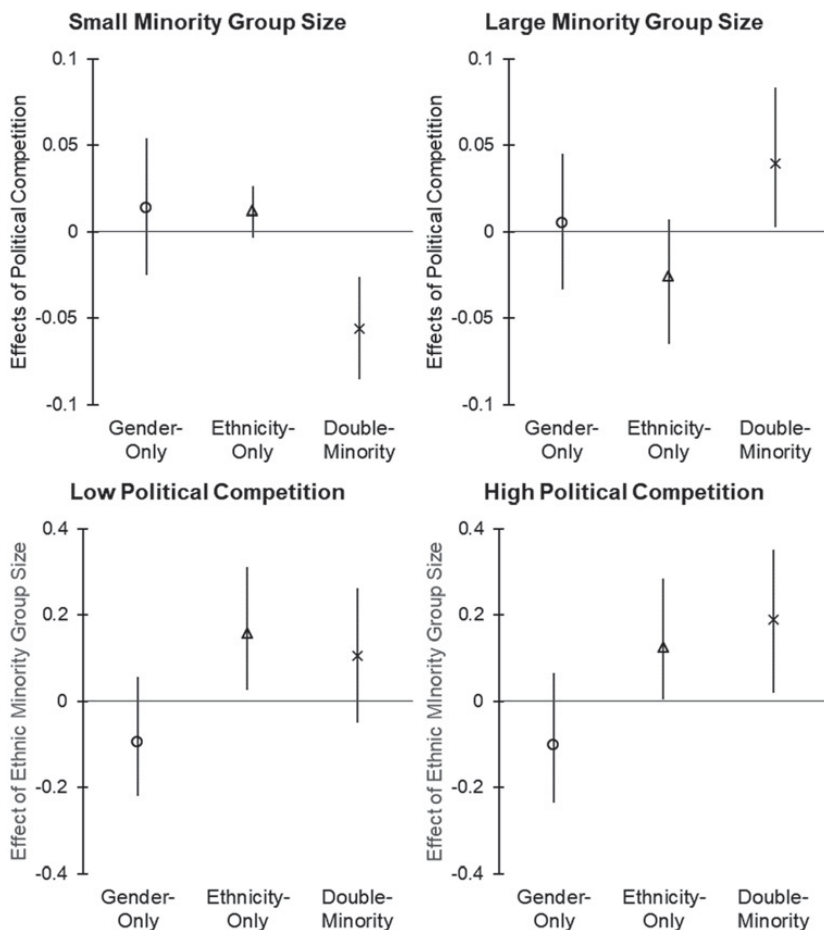 Small Minority Group Size
Effects of Political Competition
0.1
0.05
0
-0.05
-0.1
Gender-
Only
Ethnicity-
Only
Double-
Minority
Large Minority Group Size
Effects of Political Competition
0.1
0.05
0
-0.05
-0.1
Gender-
Only
Ethnicity-
Only
Double-
Minority
Low Political Competition
Effect of Ethnic MInority Group Size
0.4
0.2
0
-0.2
-0.4
Gender-
Only
Ethnicity-
Only
Double-
Minority
High Political Competition
Effect of Ethnic MInority Group Size
0.4
0.2
0
-0.2
-0.4
Gender-
Only
Ethnicity-
Only
Double-
Minority